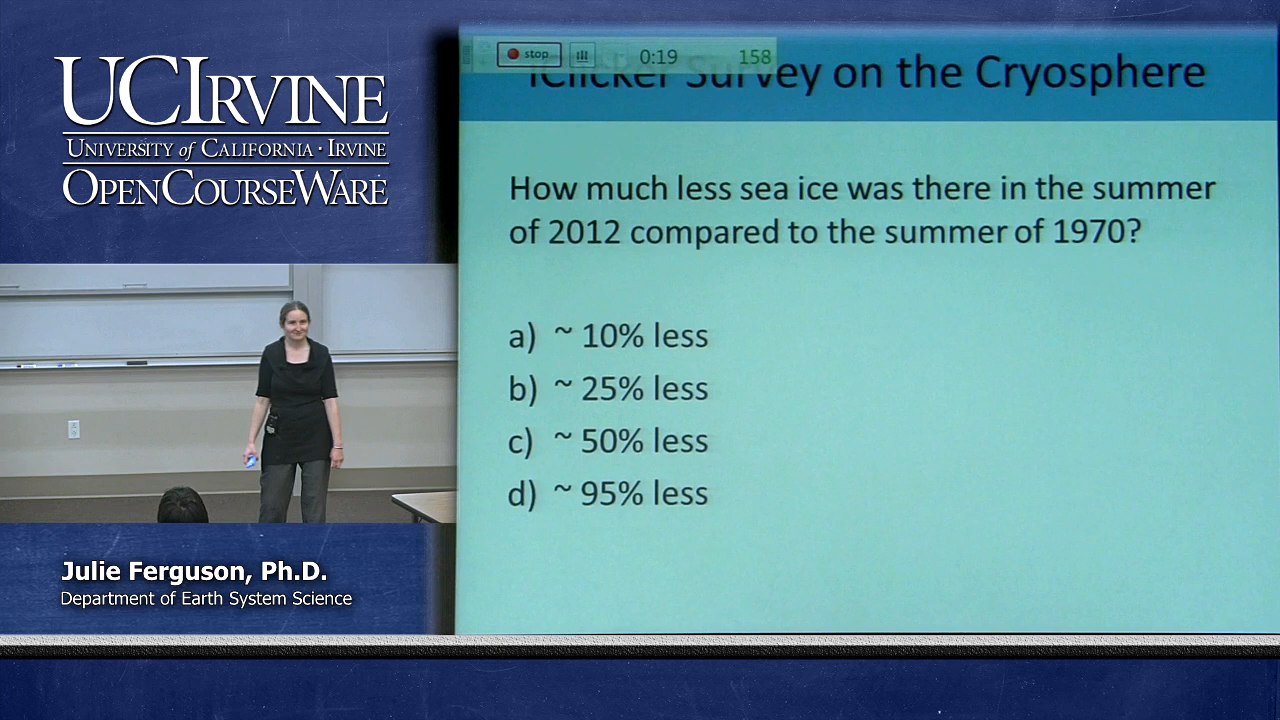 UCIRVINE
UNIVERSITY of CALIFORNIA · IRVINE
OPENCOURSEWARE
stop 0:19 158
iClicker Survey on the Cryosphere
How much less sea ice was there in the summer
of 2012 compared to the summer of 1970?
a) ~ 10% less
b) ~ 25% less
c) ~ 50% less
d) ~ 95% less
Julie Ferguson, Ph.D.
Department of Earth System Science